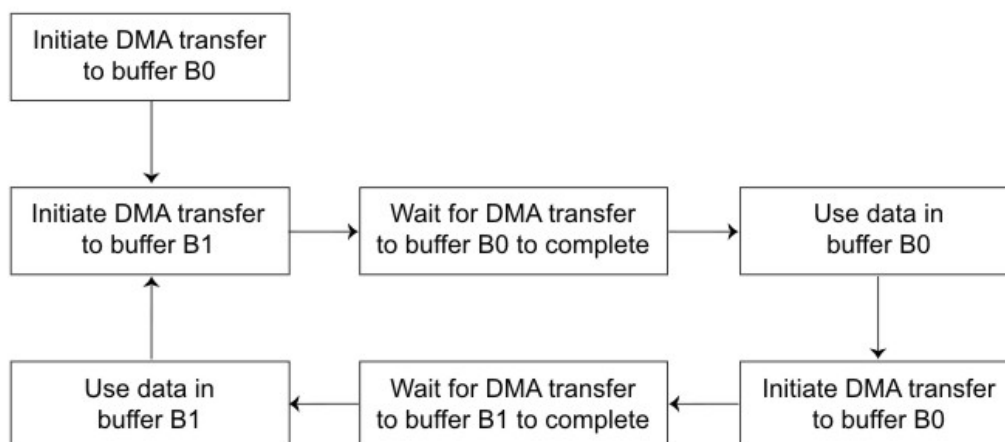 Initiate DMA transfer
to buffer B0
Initiate DMA transfer
to buffer B1
Wait for DMA transfer
to buffer B0 to complete
Use data in
buffer B0
Use data in
buffer B1
Wait for DMA transfer
to buffer B1 to complete
Initiate DMA transfer
to buffer B0